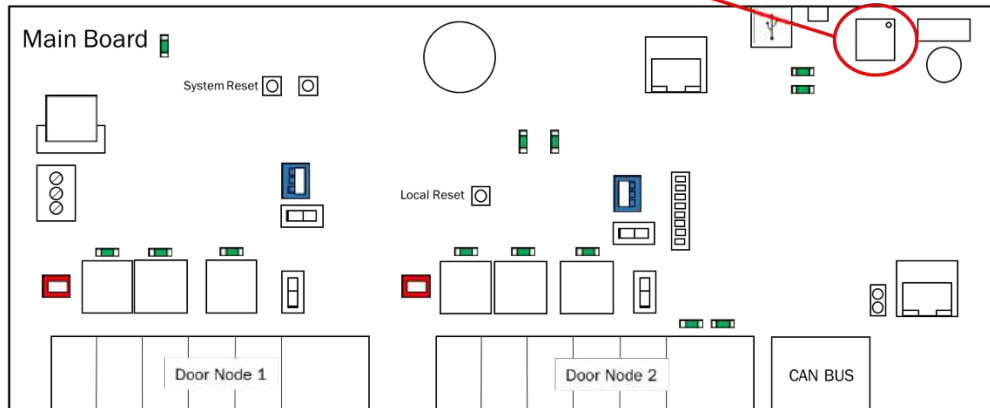 Main Board
System Reset
Local Reset
Door Node 1
Door Node 2
CAN BUS